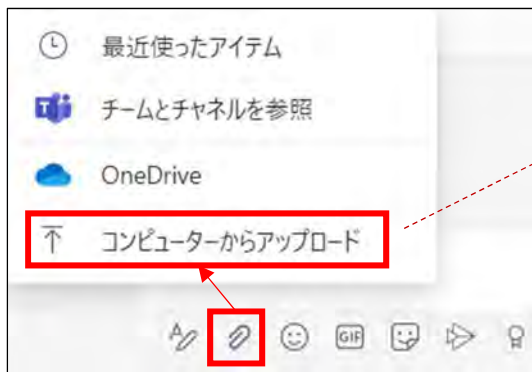 最近使ったアイテム
チームとチャネルを参照
OneDrive
コンピューターからアップロード
GIF